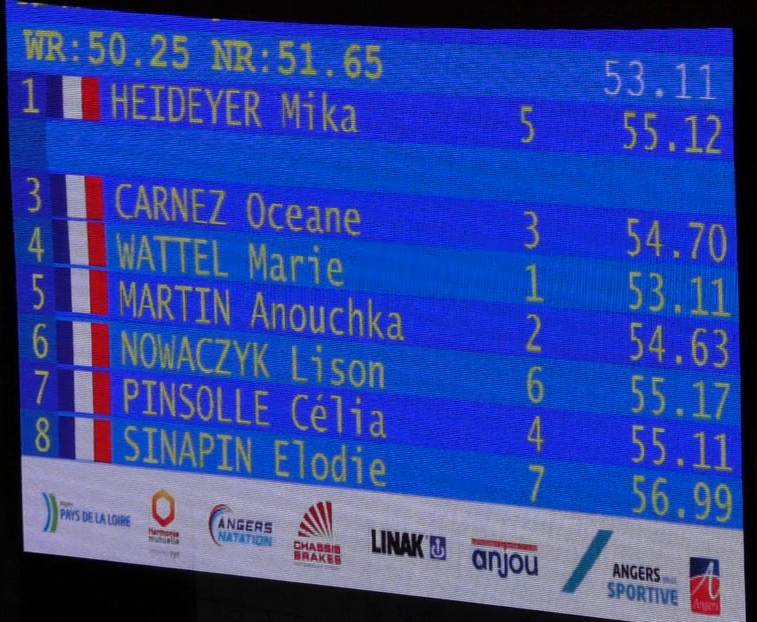 WR:50.25 NR:51.65 53.11
1 HEIDEYER Mika 5 55.12
3 CARNEZ Oceane 3 54.70
4 WATTEL Marie 1 53.11
5 MARTIN Anouchka 2 54.63
6 NOWACZYK Lison 6 55.17
7 PINSOLLE Célia 4 55.11
8 SINAPIN Elodie 7 56.99
PAYS DE LA LOIRE
Harmonie mutuelle
ANGERS NATATION
CHASSIS BRAKES
LINAK
anjou
ANGERS SPORTIVE
Angers